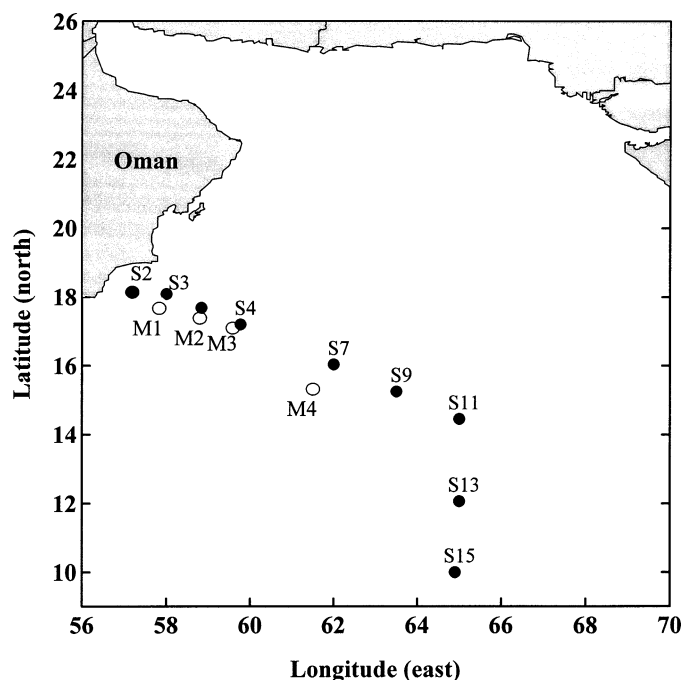 26
24
22
20
18
16
14
12
10
Latitude (north)
Oman
S2
S3
S4
M1
M2
M3
S7
S9
M4
S11
S13
S15
56
58
60
62
64
66
68
70
Longitude (east)